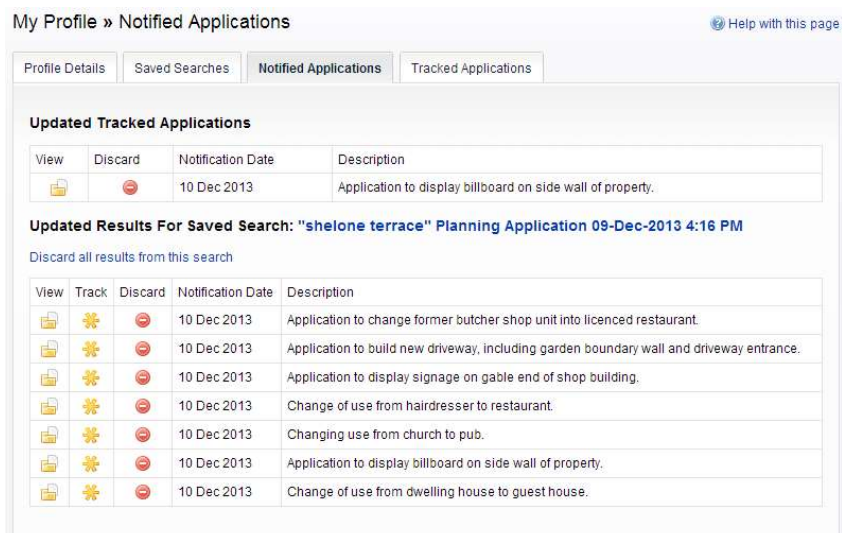 My Profile » Notified Applications
Help with this page
Profile Details Saved Searches Notified Applications Tracked Applications
Updated Tracked Applications
View Discard Notification Date Description
10 Dec 2013 Application to display billboard on side wall of property.
Updated Results For Saved Search: "shelone terrace" Planning Application 09-Dec-2013 4:16 PM
Discard all results from this search
View Track Discard Notification Date Description
10 Dec 2013 Application to change former butcher shop unit into licenced restaurant.
10 Dec 2013 Application to build new driveway, including garden boundary wall and driveway entrance.
10 Dec 2013 Application to display signage on gable end of shop building.
10 Dec 2013 Change of use from hairdresser to restaurant.
10 Dec 2013 Changing use from church to pub.
10 Dec 2013 Application to display billboard on side wall of property.
10 Dec 2013 Change of use from dwelling house to guest house.